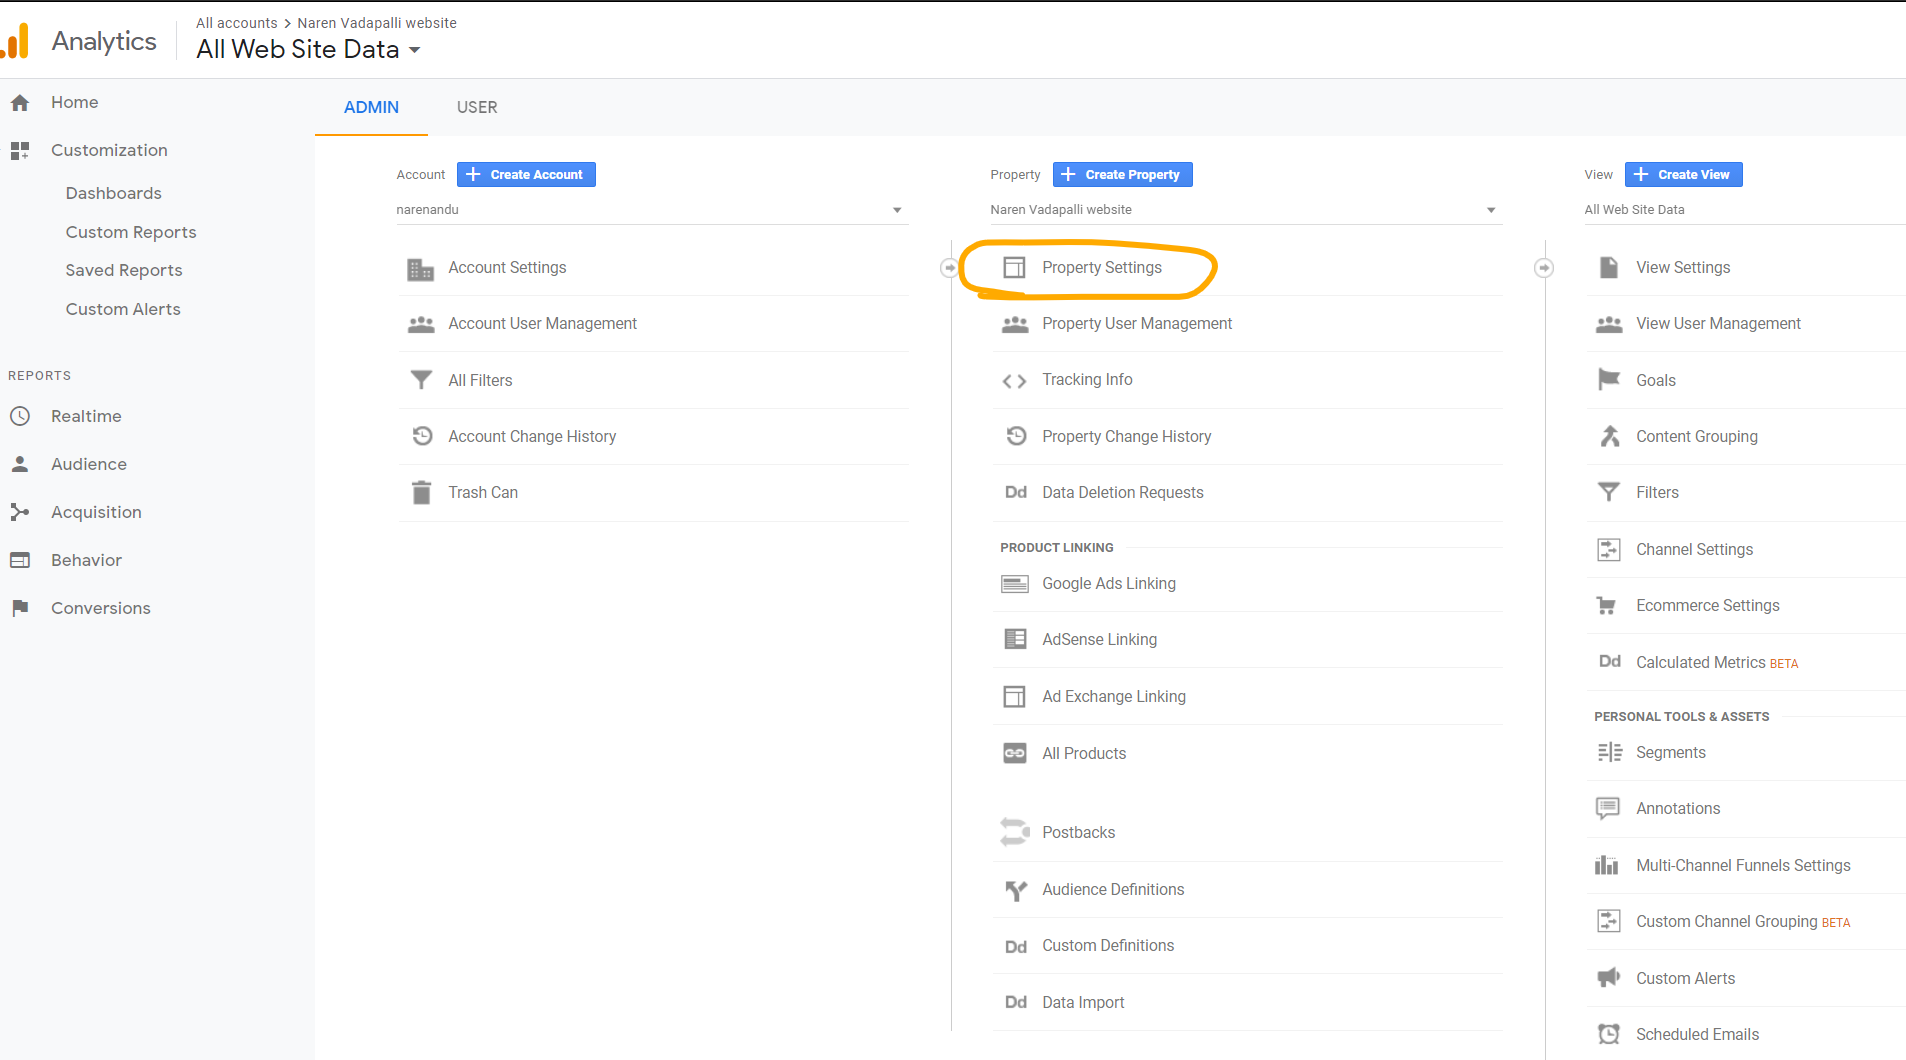 All accounts > Naren Vadapalli website
Analytics
All Web Site Data
Home
Customization
Dashboards
Custom Reports
Saved Reports
Custom Alerts
REPORTS
Realtime
Audience
Acquisition
Behavior
Conversions
ADMIN USER
Account + Create Account
narenandu
Account Settings
Account User Management
All Filters
Account Change History
Trash Can
Property + Create Property
Naren Vadapalli website
Property Settings
Property User Management
<> Tracking Info
Property Change History
Dd Data Deletion Requests
PRODUCT LINKING
Google Ads Linking
AdSense Linking
Ad Exchange Linking
All Products
Postbacks
Audience Definitions
Dd Custom Definitions
Dd Data Import
View + Create View
All Web Site Data
View Settings
View User Management
Goals
Content Grouping
Filters
Channel Settings
Ecommerce Settings
Dd Calculated Metrics BETA
PERSONAL TOOLS & ASSETS
Segments
Annotations
Multi-Channel Funnels Settings
Custom Channel Grouping BETA
Custom Alerts
Scheduled Emails